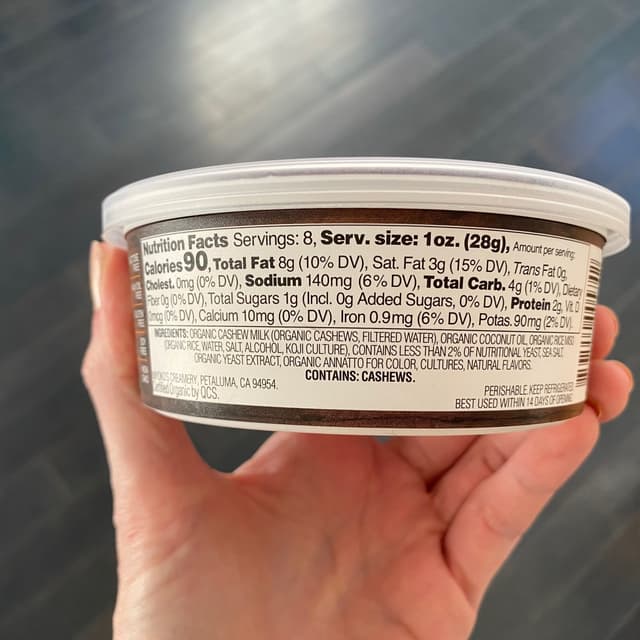 Nutrition Facts Servings: 8, Serv. size: 1oz. (28g), Amount per serving:
Calories 90, Total Fat 8g (10% DV), Sat. Fat 3g (15% DV), Trans Fat 0g,
Cholest. 0mg (0% DV), Sodium 140mg (6% DV), Total Carb. 4g (1% DV), Dietary
Fiber 0g (0% DV), Total Sugars 1g (Incl. 0g Added Sugars, 0% DV), Protein 2g, Vit. D
0mcg (0% DV), Calcium 10mg (0% DV), Iron 0.9mg (6% DV), Potas. 90mg (2% DV).
INGREDIENTS: ORGANIC CASHEW MILK (ORGANIC CASHEWS, FILTERED WATER), ORGANIC COCONUT OIL, ORGANIC RICE MISO
(ORGANIC RICE, WATER, SALT, ALCOHOL, KOJI CULTURE), CONTAINS LESS THAN 2% OF NUTRITIONAL YEAST, SEA SALT,
ORGANIC YEAST EXTRACT, ORGANIC ANNATTO FOR COLOR, CULTURES, NATURAL FLAVORS.
CONTAINS: CASHEWS.
CREAMERY, PETALUMA, CA 94954.
Certified Organic by QCS.
PERISHABLE. KEEP REFRIGERATED
BEST USED WITHIN 14 DAYS OF OPENING